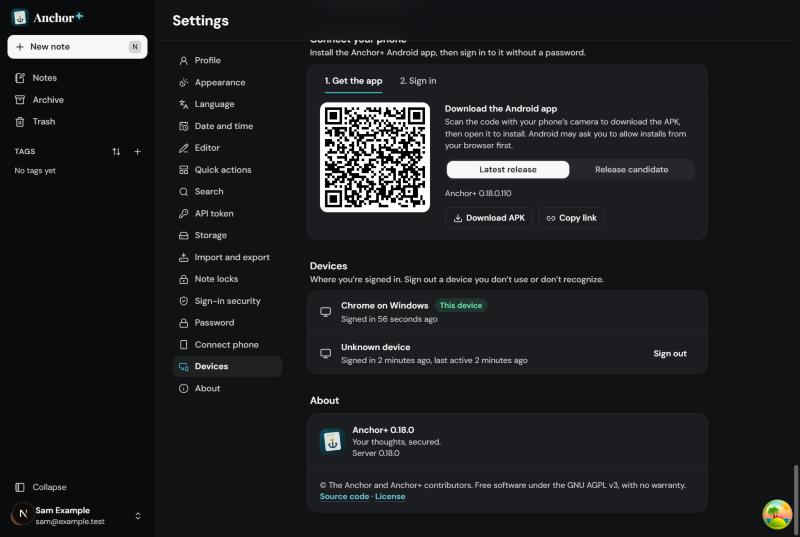 Anchor+
New note
N
Notes
Archive
Trash
TAGS
No tags yet
Collapse
N
Sam Example
sam@example.test
Settings
Profile
Appearance
Language
Date and time
Editor
Quick actions
Search
API token
Storage
Import and export
Note locks
Sign-in security
Password
Connect phone
Devices
About
Connect your phone
Install the Anchor+ Android app, then sign in to it without a password.
1. Get the app
2. Sign in
Download the Android app
Scan the code with your phone's camera to download the APK,
then open it to install. Android may ask you to allow installs from
your browser first.
Latest release
Release candidate
Anchor+ 0.18.0.110
Download APK
Copy link
Devices
Where you're signed in. Sign out a device you don't use or don't recognize.
Chrome on Windows
This device
Signed in 56 seconds ago
Unknown device
Signed in 2 minutes ago, last active 2 minutes ago
Sign out
About
Anchor+ 0.18.0
Your thoughts, secured.
Server 0.18.0
© The Anchor and Anchor+ contributors. Free software under the GNU AGPL v3, with no warranty.
Source code · License